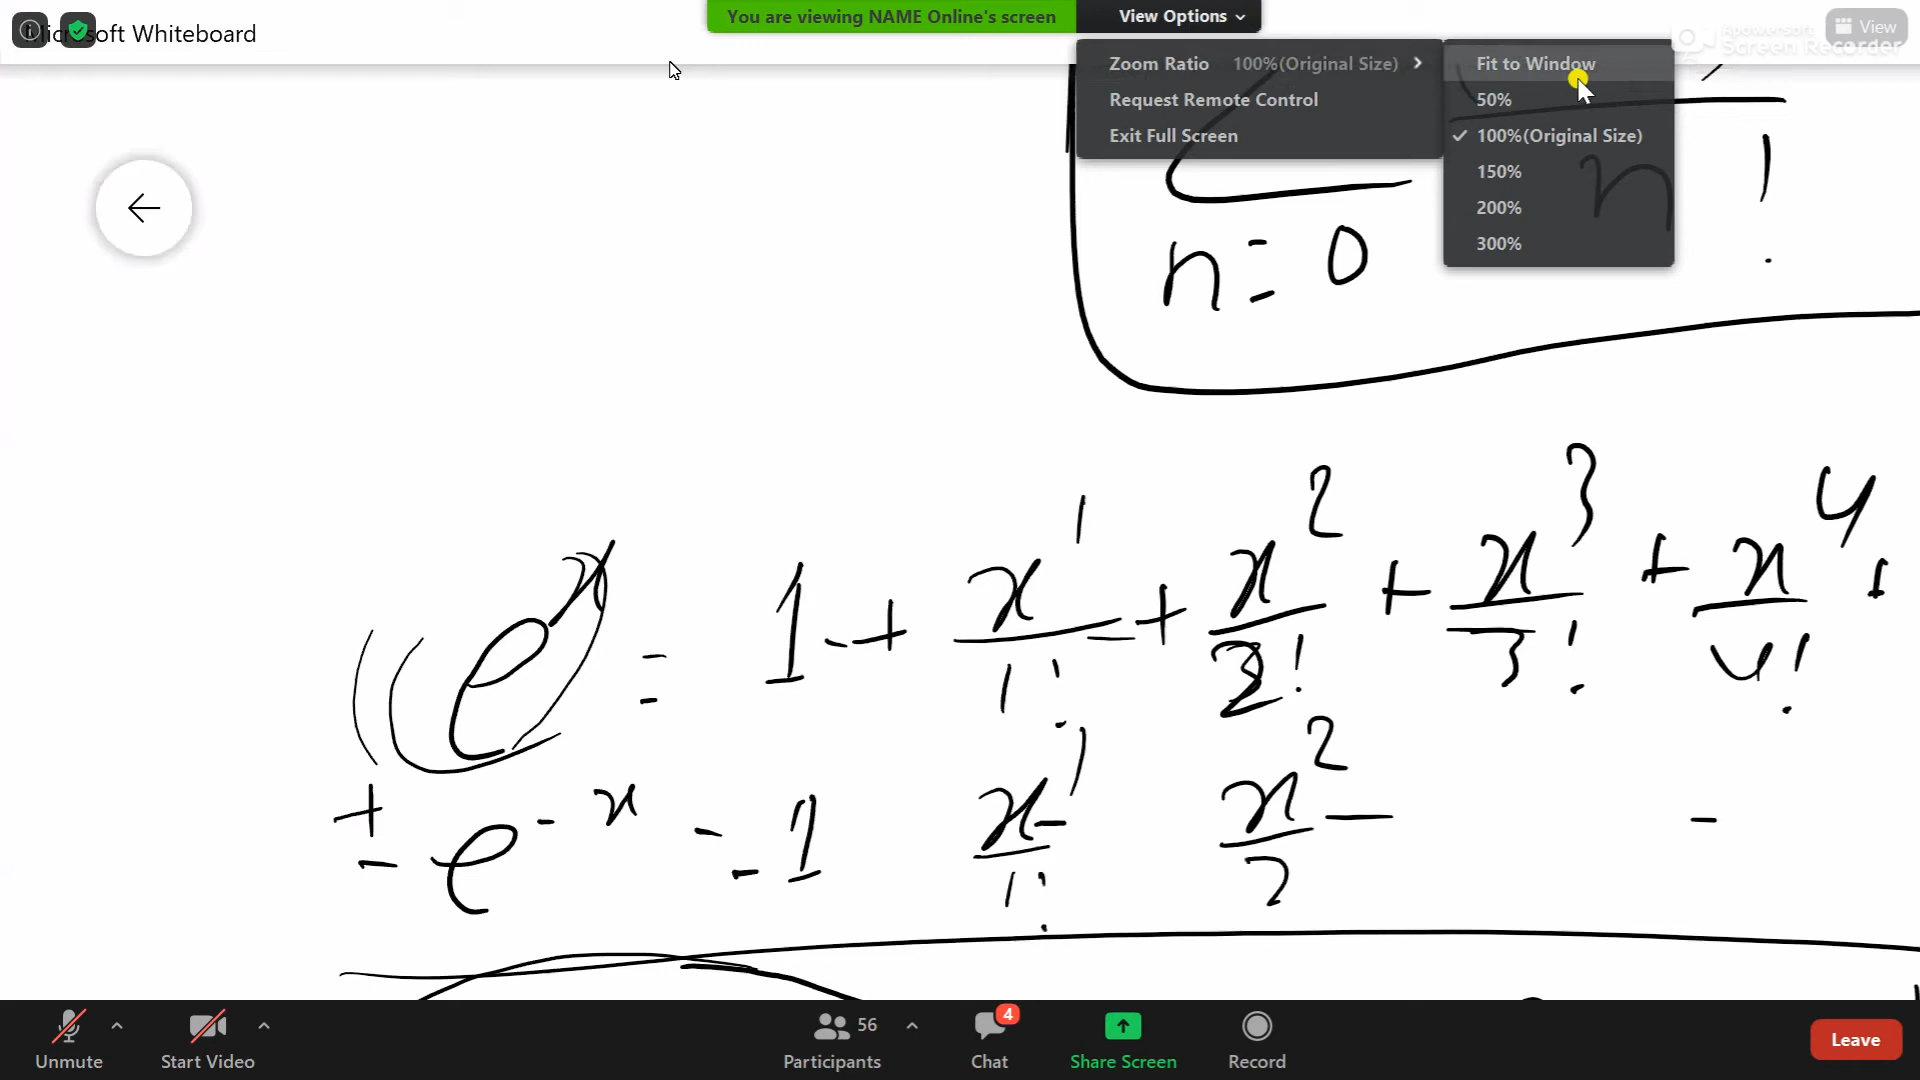 Microsoft Whiteboard
You are viewing NAME Online's screen
View Options
View
Apowersoft
Screen Recorder
Zoom Ratio 100%(Original Size)
Request Remote Control
Exit Full Screen
Fit to Window
50%
100%(Original Size)
150%
200%
300%
n = 0
n !
e^x = 1 + x^1/1! + x^2/2! + x^3/3! + x^4/4! +
± e^-x = 1 x^1/1! x^2/2 -
Unmute
Start Video
56
Participants
4
Chat
Share Screen
Record
Leave